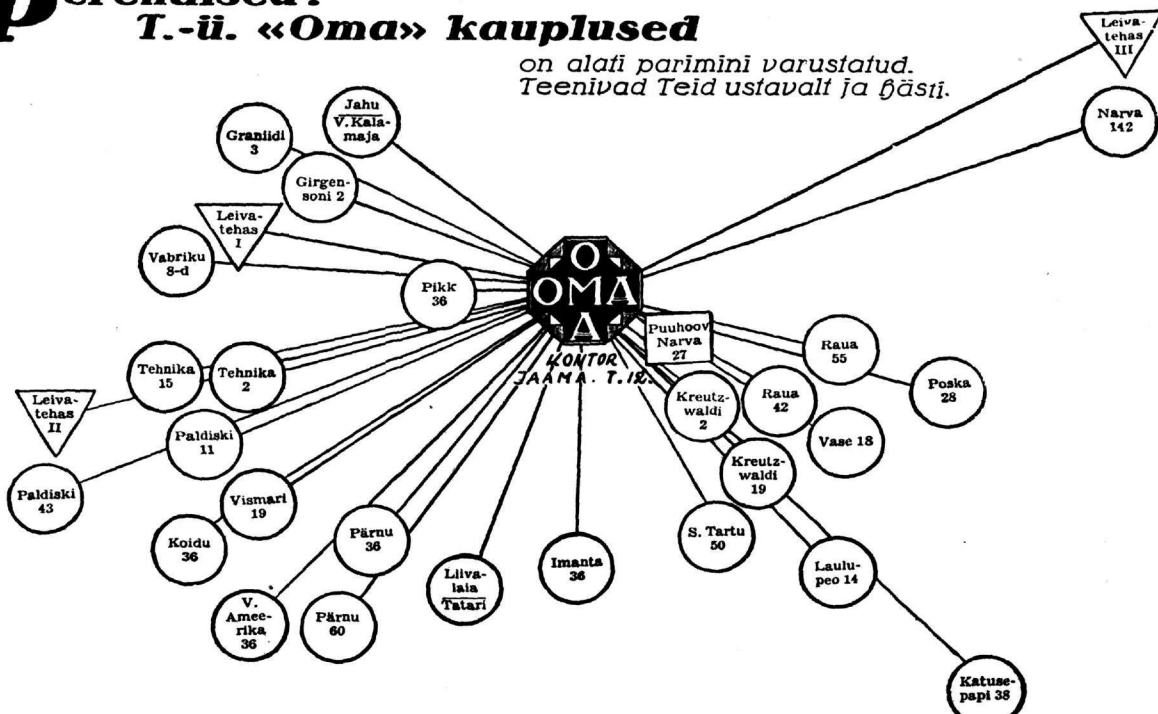 Perenaised!
T.-ü. «Oma» kauplused
on alati parimini varustatud.
Teenivad Teid ustavalt ja hästi.
Leiva-
tehas
III
Narva
142
Jahu
V. Kala-
maja
Graniidi
3
Girgen-
soni 2
Leiva-
tehas
I
Vabriku
8-d
Pikk
36
O
OMA
A
KONTOR
JAAMA. T. 12.
Puuhoov
Narva
27
Raua
55
Poska
28
Tehnika
15
Tehnika
2
Leiva-
tehas
II
Paldiski
11
Paldiski
43
Kreutz-
waldi
2
Raua
42
Vase 18
Kreutz-
waldi
19
Vismari
19
Koidu
36
Pärnu
36
V.
Amee-
rika
36
Pärnu
60
Liiva-
laia
Tatari
Imanta
36
S. Tartu
50
Laulu-
peo 14
Katuse-
papi 38